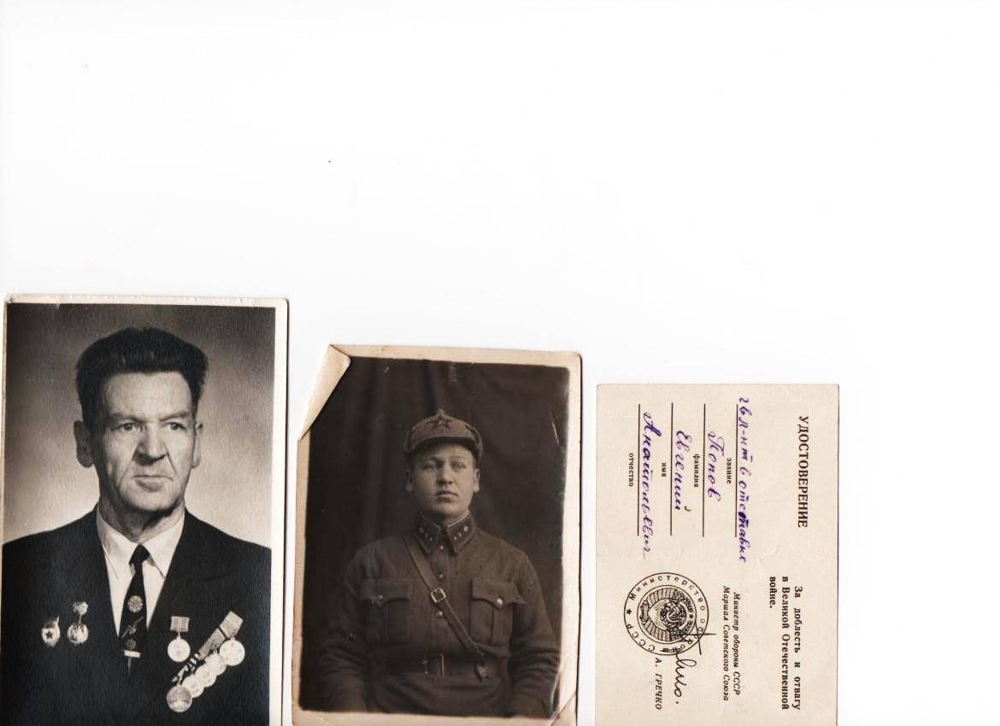 УДОСТОВЕРЕНИЕ
гв л-нт в отставке
звание
Попов
фамилия
Евгений
имя
Анатольевич
отчество
За доблесть и отвагу
в Великой Отечественной
войне.
Министр обороны СССР
Маршал Советского Союза
А. ГРЕЧКО
Министерство
СССР